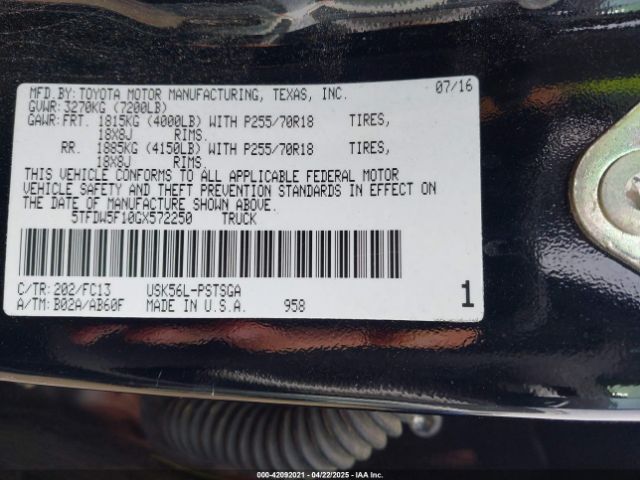 MFD.BY: TOYOTA MOTOR MANUFACTURING, TEXAS, INC. 07/16
GVWR: 3270KG (7200LB)
GAWR: FRT. 1815KG (4000LB) WITH P255/70R18 TIRES,
18X8J RIMS.
RR. 1885KG (4150LB) WITH P255/70R18 TIRES,
18X8J RIMS.
THIS VEHICLE CONFORMS TO ALL APPLICABLE FEDERAL MOTOR
VEHICLE SAFETY AND THEFT PREVENTION STANDARDS IN EFFECT ON
THE DATE OF MANUFACTURE SHOWN ABOVE.
5TFDW5F10GX572250 TRUCK
C/TR: 202/FC13 USK56L-PSTSGA
A/TM: B02A/AB60F MADE IN U.S.A. 958 1
000-42092021 - 04/22/2025 - IAA Inc.